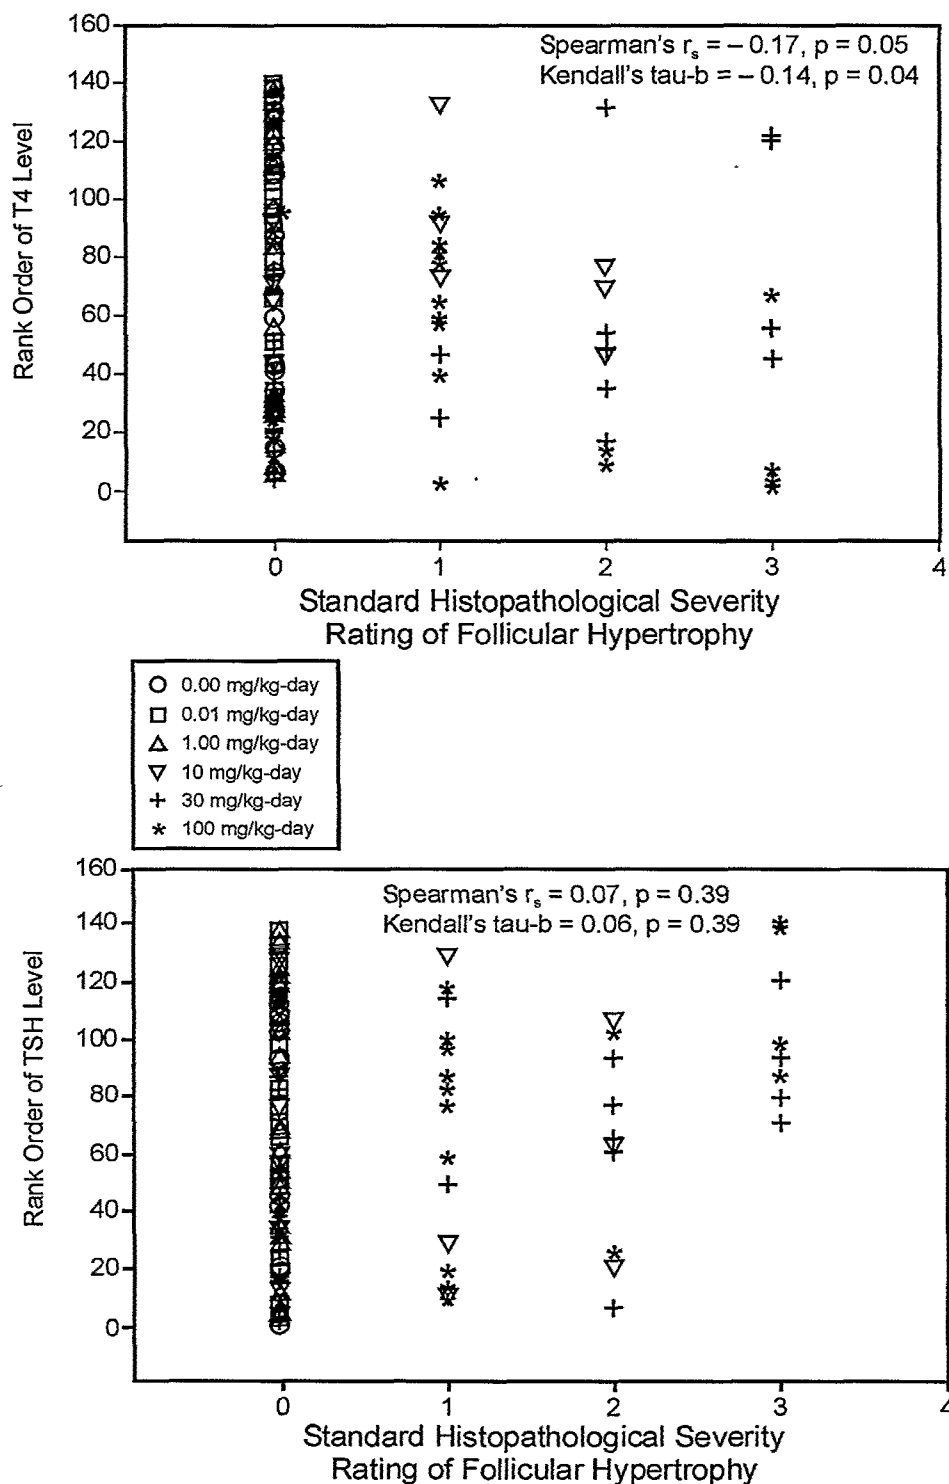 160
140
120
100
80
60
40
20
0
Rank Order of T4 Level
Spearman's rs = – 0.17, p = 0.05
Kendall's tau-b = – 0.14, p = 0.04
0 1 2 3 4
Standard Histopathological Severity
Rating of Follicular Hypertrophy
0.00 mg/kg-day
0.01 mg/kg-day
1.00 mg/kg-day
10 mg/kg-day
30 mg/kg-day
100 mg/kg-day
160
140
120
100
80
60
40
20
0
Rank Order of TSH Level
Spearman's rs = 0.07, p = 0.39
Kendall's tau-b = 0.06, p = 0.39
0 1 2 3 4
Standard Histopathological Severity
Rating of Follicular Hypertrophy